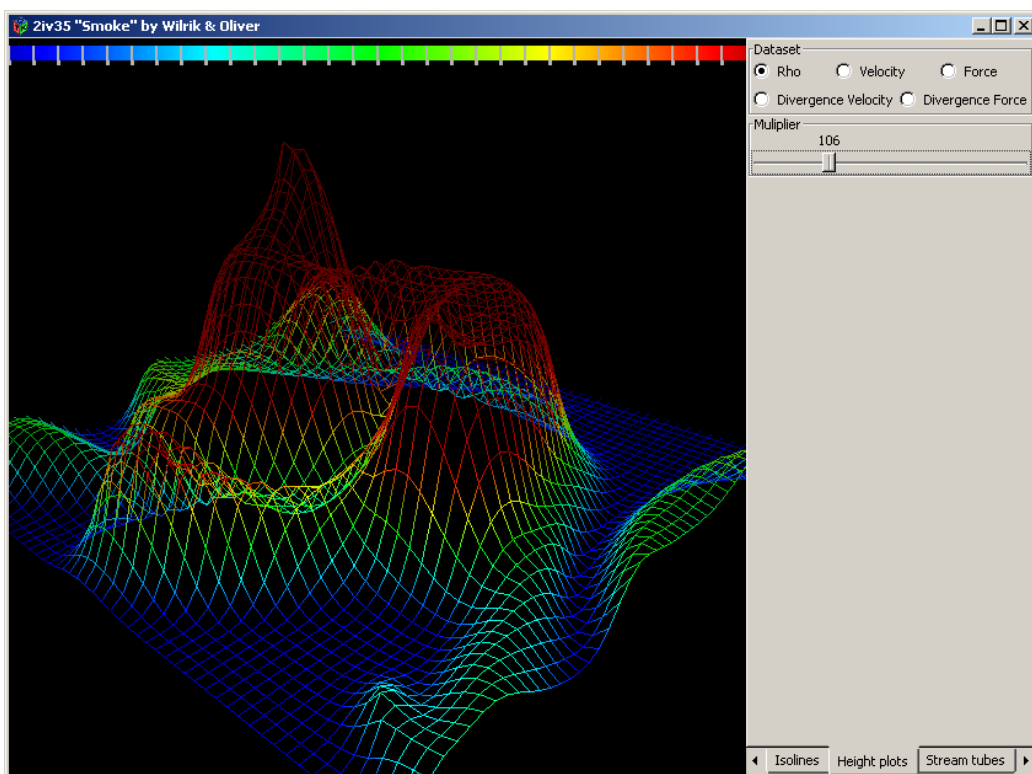 2iv35 "Smoke" by Wilrik & Oliver
Dataset
Rho Velocity Force
Divergence Velocity Divergence Force
Muliplier
106
Isolines Height plots Stream tubes